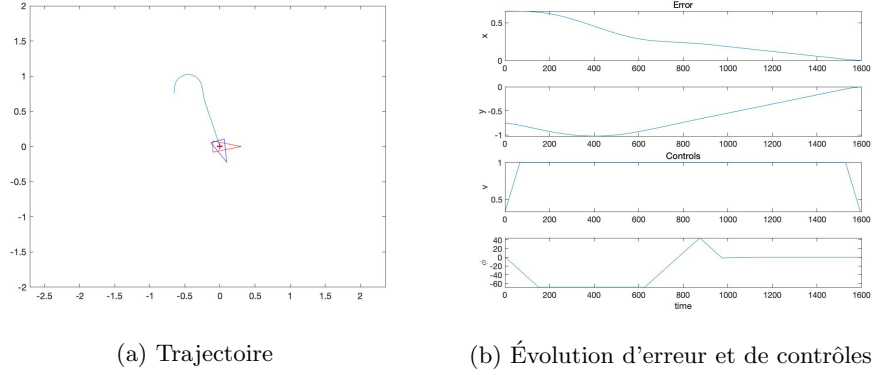 2
1.5
1
0.5
0
-0.5
-1
-1.5
-2
-2.5 -2 -1.5 -1 -0.5 0 0.5 1 1.5 2
Error
x
0.5
0
0 200 400 600 800 1000 1200 1400 1600
y
0
-0.5
-1
0 200 400 600 800 1000 1200 1400 1600
Controls
v
1
0.5
0 200 400 600 800 1000 1200 1400 1600
ϕ
40
20
0
-20
-40
-60
0 200 400 600 800 1000 1200 1400 1600
time
(a) Trajectoire
(b) Évolution d'erreur et de contrôles